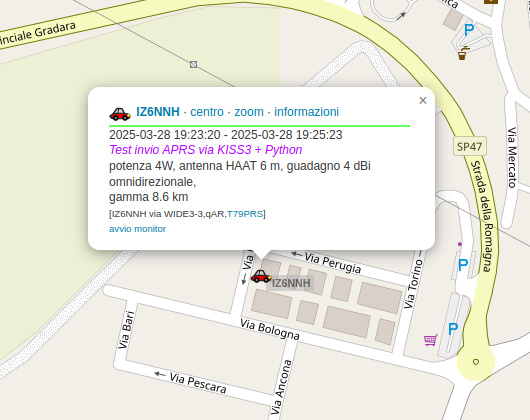 nciale Gradara
P
IZ6NNH · centro · zoom · informazioni
×
2025-03-28 19:23:20 - 2025-03-28 19:25:23
Test invio APRS via KISS3 + Python
potenza 4W, antenna HAAT 6 m, guadagno 4 dBi
omnidirezionale,
gamma 8.6 km
[IZ6NNH via WIDE3-3,qAR,T79PRS]
avvio monitor
SP47
Via Mercato
Strada della Romagna
Via
Via Perugia
P
IZ6NNH
Via Torino
Via Bari
Via Bologna
P
Via Pescara
Via Ancona